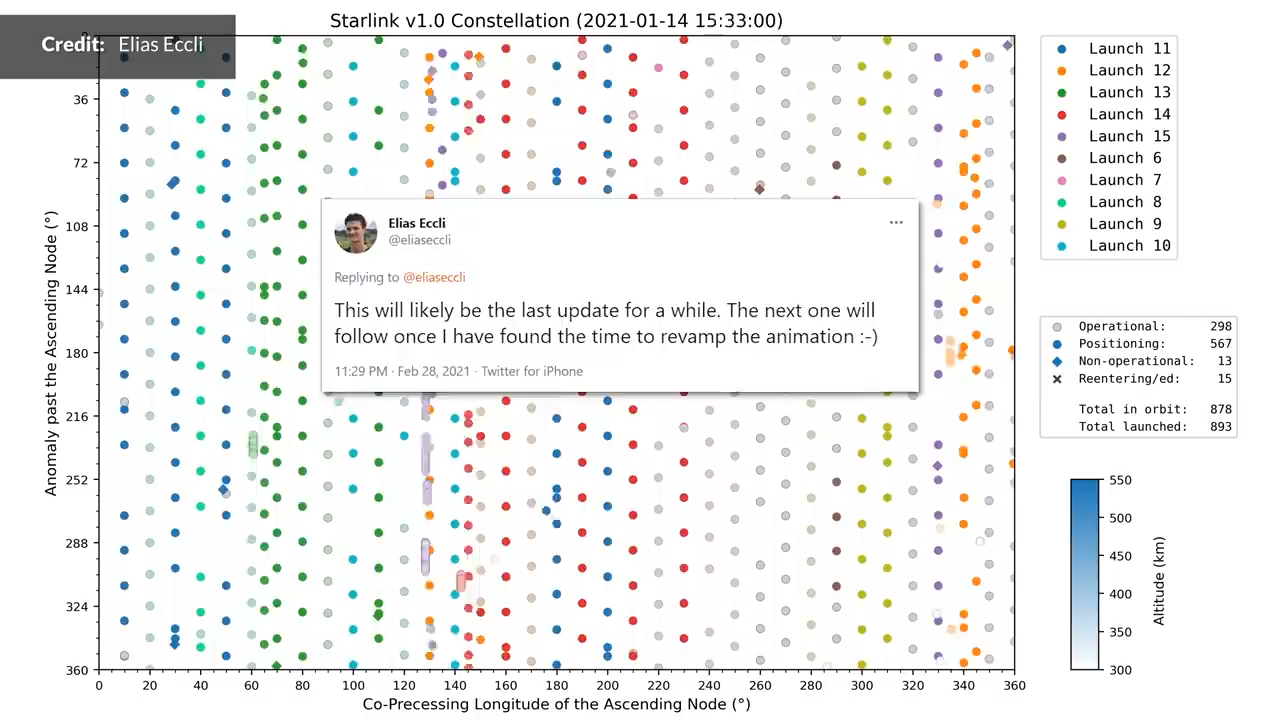 Starlink v1.0 Constellation (2021-01-14 15:33:00)
Credit: Elias Eccli
Launch 11
Launch 12
Launch 13
Launch 14
Launch 15
Launch 6
Launch 7
Launch 8
Launch 9
Launch 10
36
72
108
144
180
216
252
288
324
360
Anomaly past the Ascending Node (°)
Elias Eccli
@eliaseccli
Replying to @eliaseccli
This will likely be the last update for a while. The next one will
follow once I have found the time to revamp the animation :-)
11:29 PM · Feb 28, 2021 · Twitter for iPhone
Operational: 298
Positioning: 567
Non-operational: 13
Reentering/ed: 15
Total in orbit: 878
Total launched: 893
550
500
450
400
350
300
Altitude (km)
0 20 40 60 80 100 120 140 160 180 200 220 240 260 280 300 320 340 360
Co-Precessing Longitude of the Ascending Node (°)